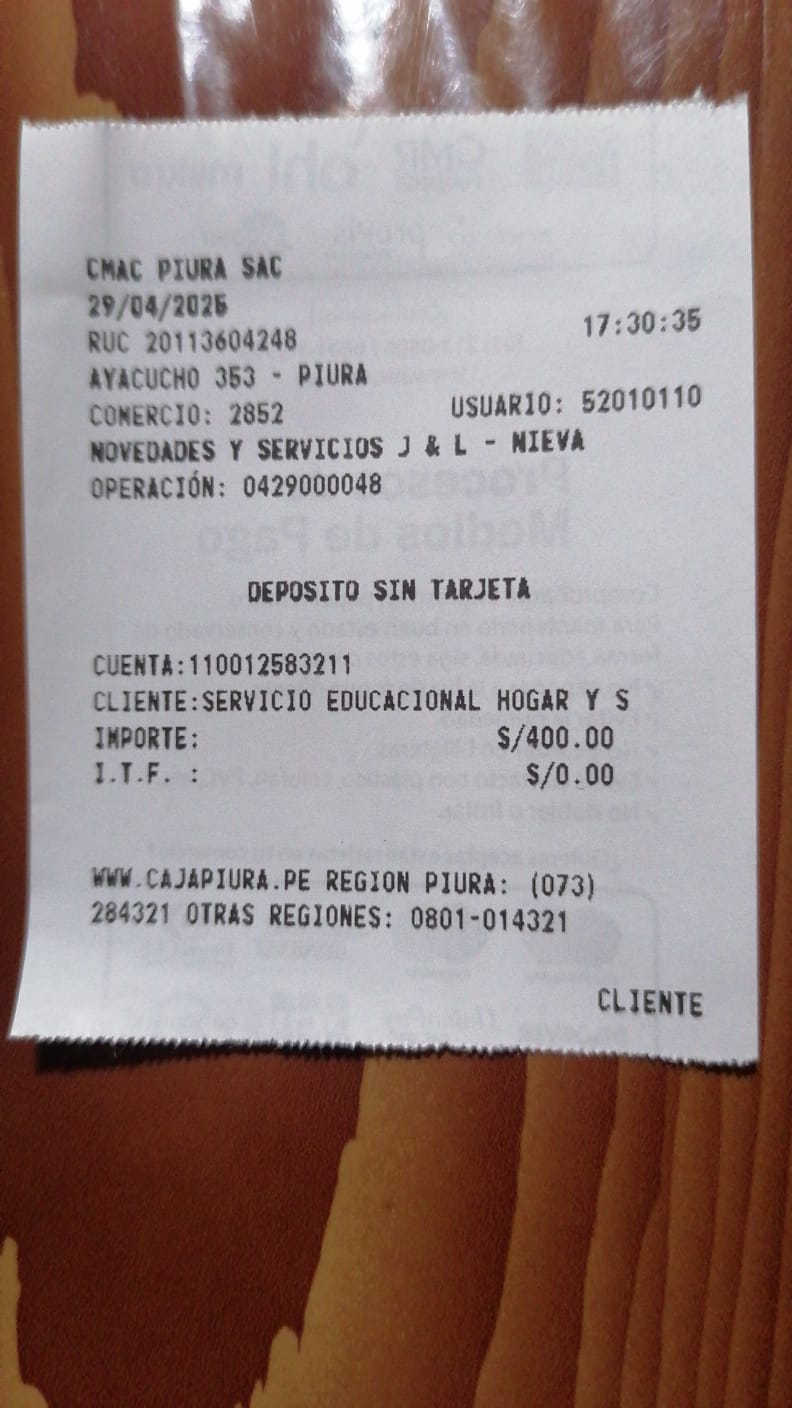 CMAC PIURA SAC
29/04/2025
17:30:35
RUC 20113604248
AYACUCHO 353 - PIURA
COMERCIO: 2852 USUARIO: 52010110
NOVEDADES Y SERVICIOS J & L - NIEVA
OPERACIÓN: 0429000048
DEPOSITO SIN TARJETA
CUENTA:110012583211
CLIENTE:SERVICIO EDUCACIONAL HOGAR Y S
IMPORTE: S/400.00
I.T.F. : S/0.00
WWW.CAJAPIURA.PE REGION PIURA: (073)
284321 OTRAS REGIONES: 0801-014321
CLIENTE